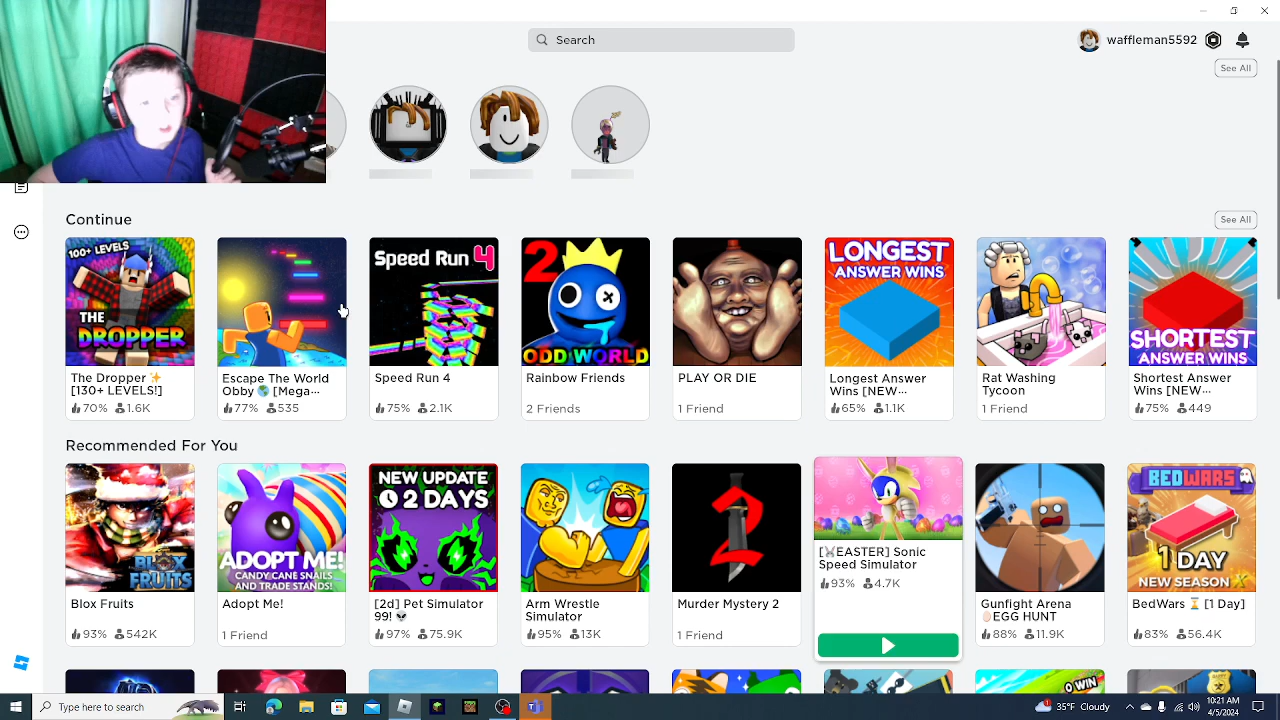 Search
waffleman5592
See All
Continue
See All
100+ LEVELS
THE
DROPPER
Speed Run 4
2
ODD WORLD
LONGEST
ANSWER WINS
SHORTEST
ANSWER WINS
The Dropper ✨
[130+ LEVELS!]
70% 1.6K
Escape The World
Obby 🌎 [Mega...
77% 535
Speed Run 4
75% 2.1K
Rainbow Friends
2 Friends
PLAY OR DIE
1 Friend
Longest Answer
Wins [NEW...
65% 1.1K
Rat Washing
Tycoon
1 Friend
Shortest Answer
Wins [NEW...
75% 449
Recommended For You
BLOX
FRUITS
ADOPT ME!
CANDY CANE SNAILS
AND TRADE STANDS!
NEW UPDATE
2 DAYS
2
BEDWARS
1 DAY
NEW SEASON
Blox Fruits
93% 542K
Adopt Me!
1 Friend
[2d] Pet Simulator
99! 👽
97% 75.9K
Arm Wrestle
Simulator
95% 13K
Murder Mystery 2
1 Friend
[🐰EASTER] Sonic
Speed Simulator
93% 4.7K
Gunfight Arena
🥚EGG HUNT
88% 11.9K
BedWars ⏳ [1 Day]
83% 56.4K
0 WIN
Type here to search
35°F Cloudy
10:21 AM
4/5/2024